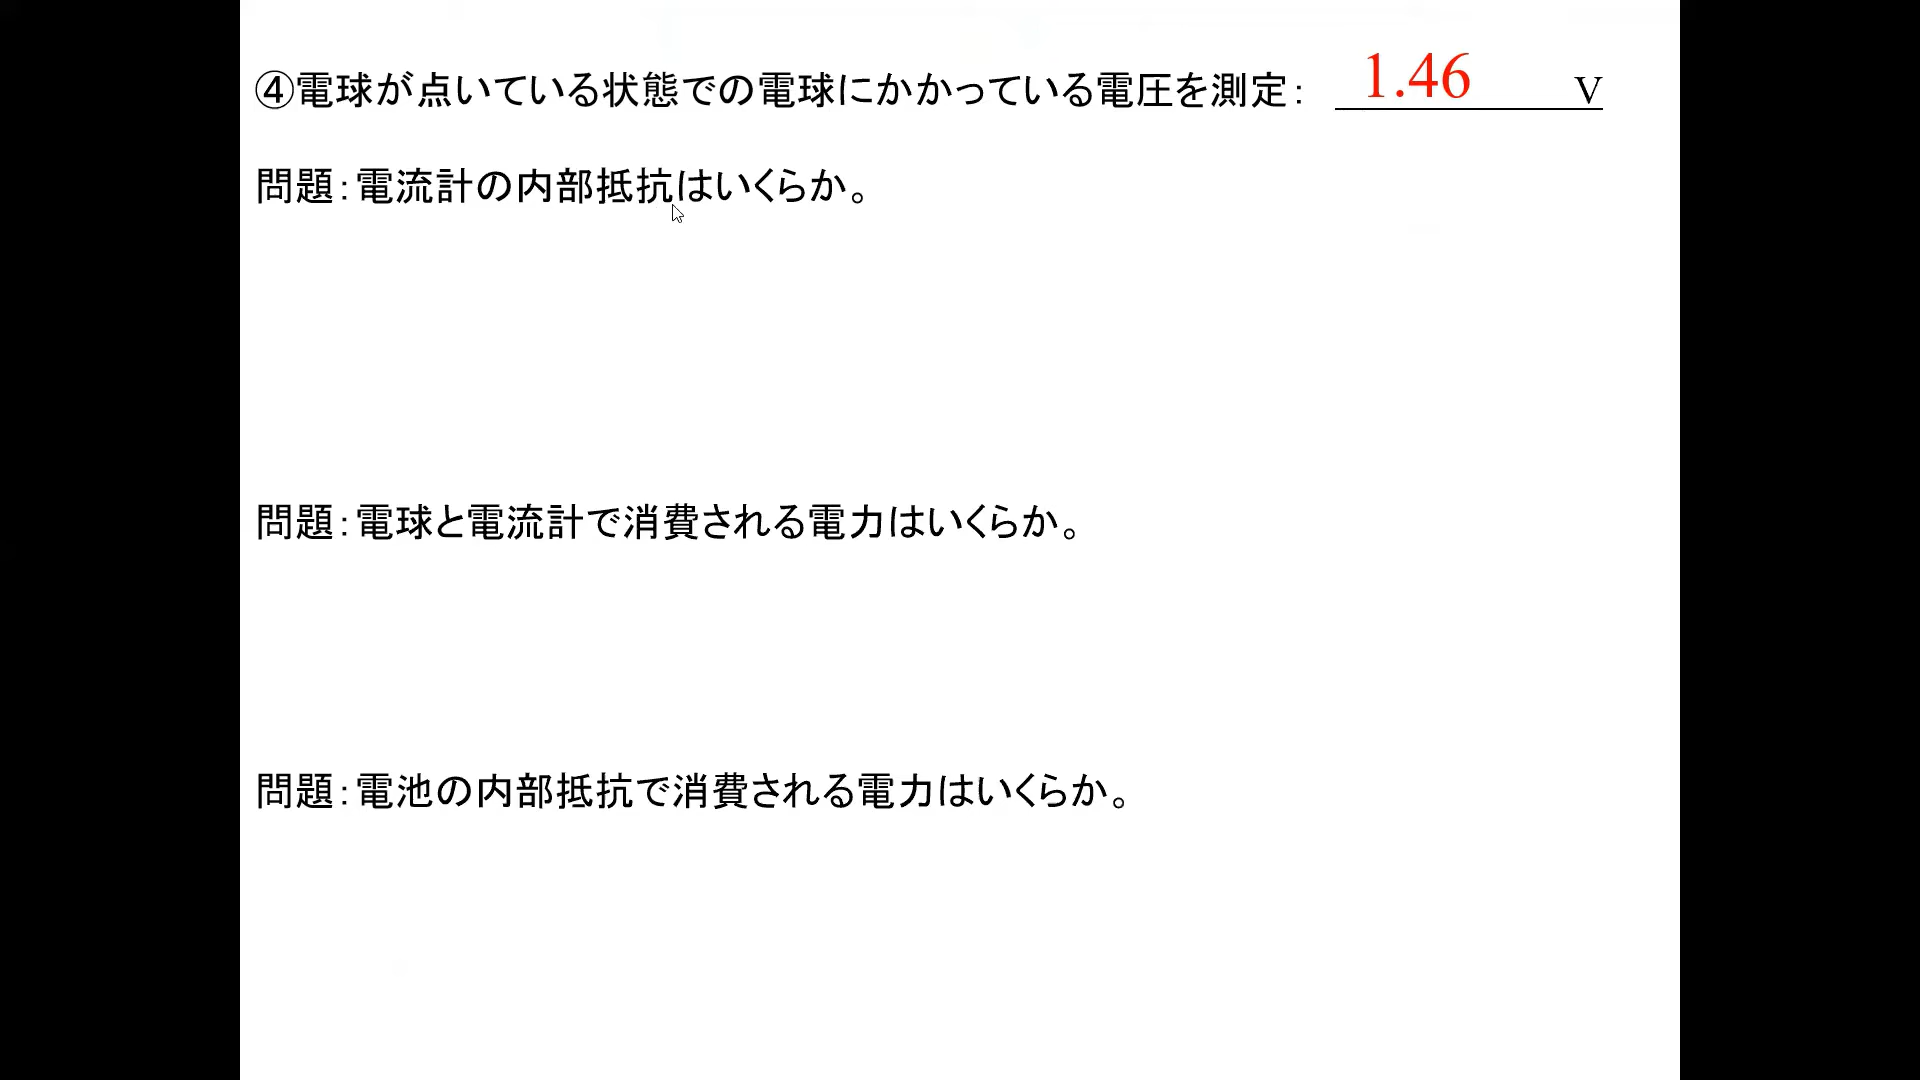 ④電球が点いている状態での電球にかかっている電圧を測定： 1.46 V
問題：電流計の内部抵抗はいくらか。
問題：電球と電流計で消費される電力はいくらか。
問題：電池の内部抵抗で消費される電力はいくらか。